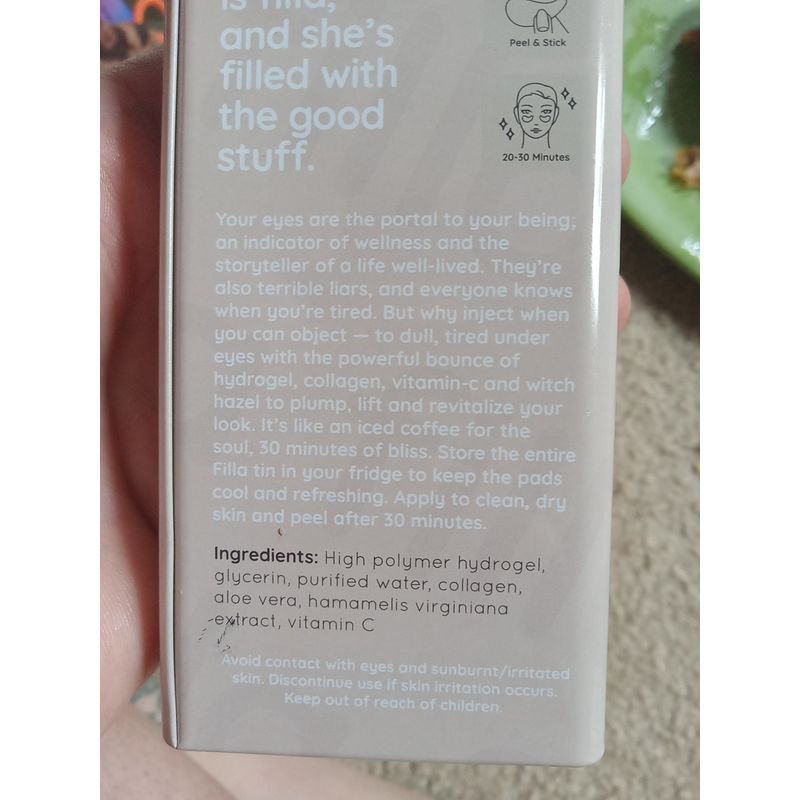 is filla,
and she's
filled with
the good
stuff.
Peel & Stick
20-30 Minutes
Your eyes are the portal to your being;
an indicator of wellness and the
storyteller of a life well-lived. They're
also terrible liars, and everyone knows
when you're tired. But why inject when
you can object — to dull, tired under
eyes with the powerful bounce of
hydrogel, collagen, vitamin-c and witch
hazel to plump, lift and revitalize your
look. It's like an iced coffee for the
soul, 30 minutes of bliss. Store the entire
Filla tin in your fridge to keep the pads
cool and refreshing. Apply to clean, dry
skin and peel after 30 minutes.
Ingredients: High polymer hydrogel,
glycerin, purified water, collagen,
aloe vera, hamamelis virginiana
extract, vitamin C
Avoid contact with eyes and sunburnt/irritated
skin. Discontinue use if skin irritation occurs.
Keep out of reach of children.